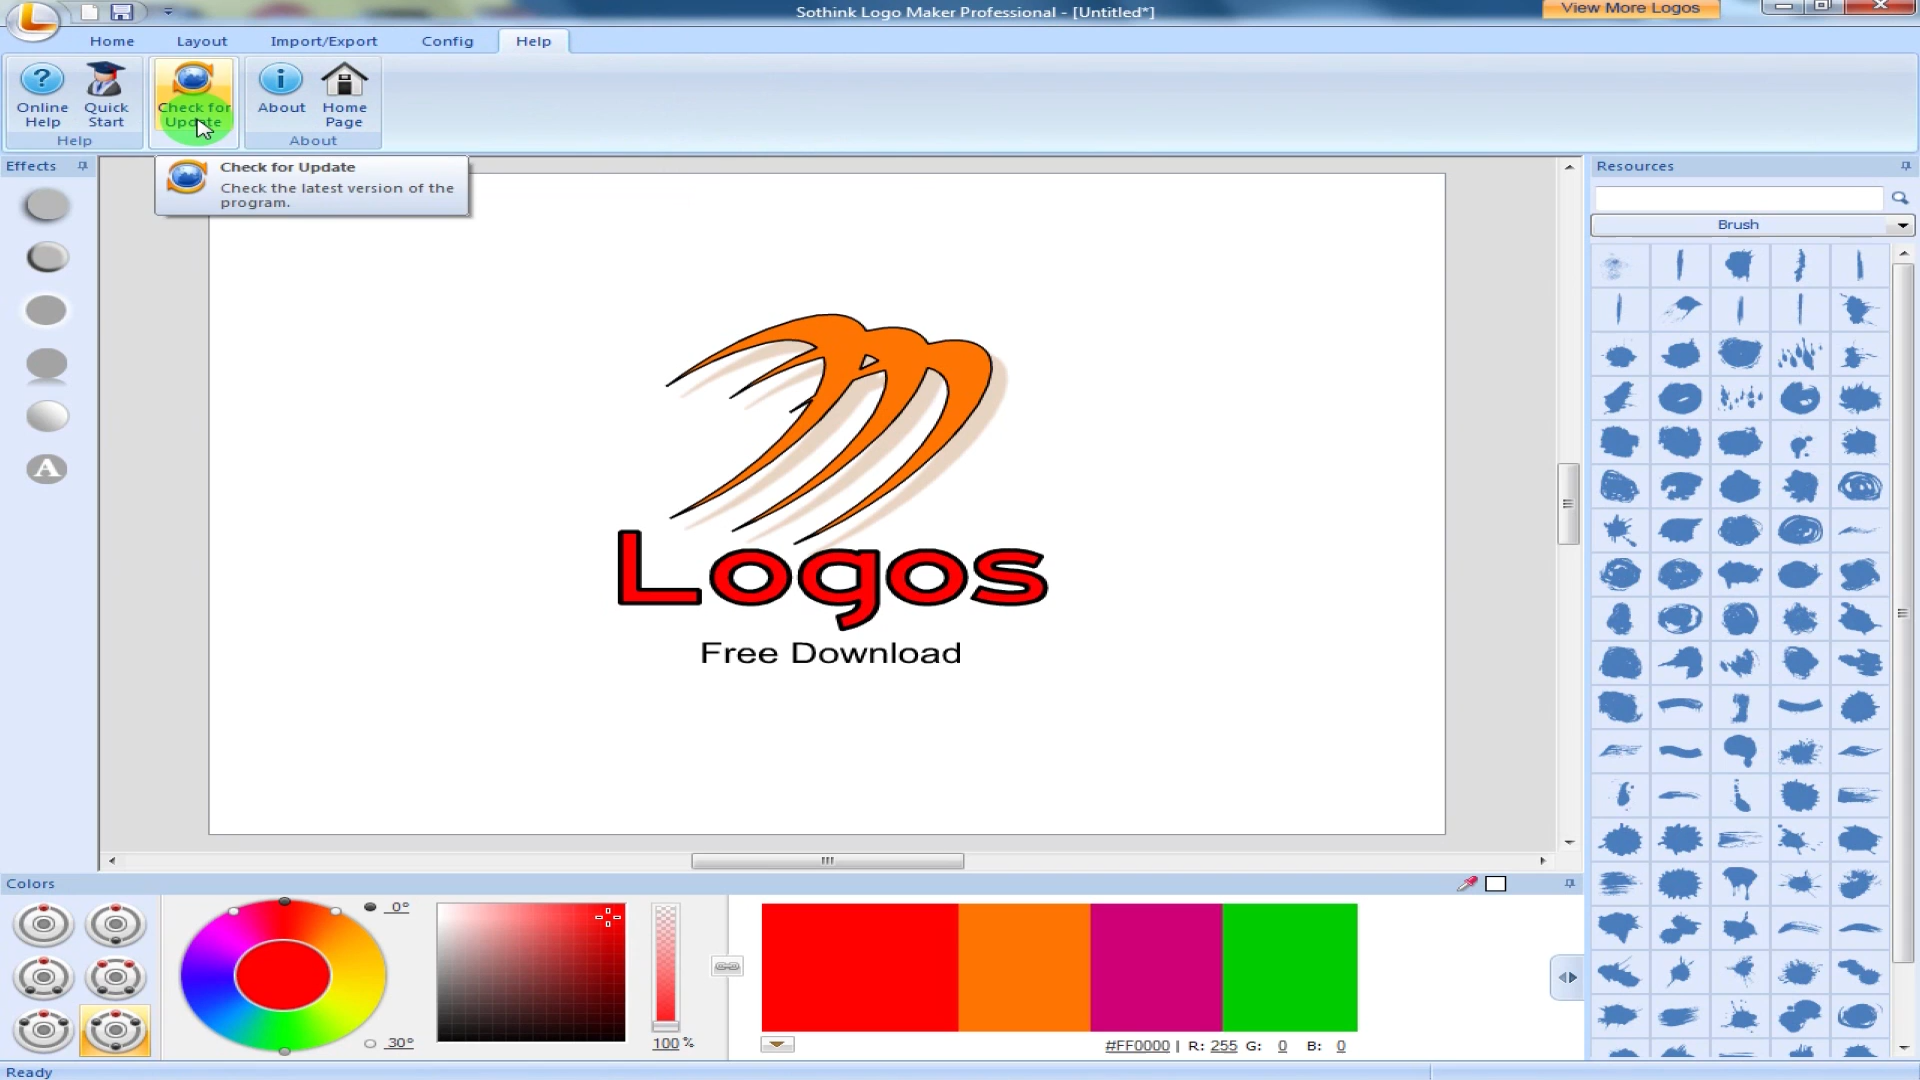 Sothink Logo Maker Professional - [Untitled*]
View More Logos
Home
Layout
Import/Export
Config
Help
Online
Help
Quick
Start
Check for
Update
About
Home
Page
Help
About
Effects
Check for Update
Check the latest version of the
program.
Resources
Brush
A
Logos
Free Download
Colors
0°
30°
100 %
#FF0000 | R: 255 G: 0 B: 0
Ready